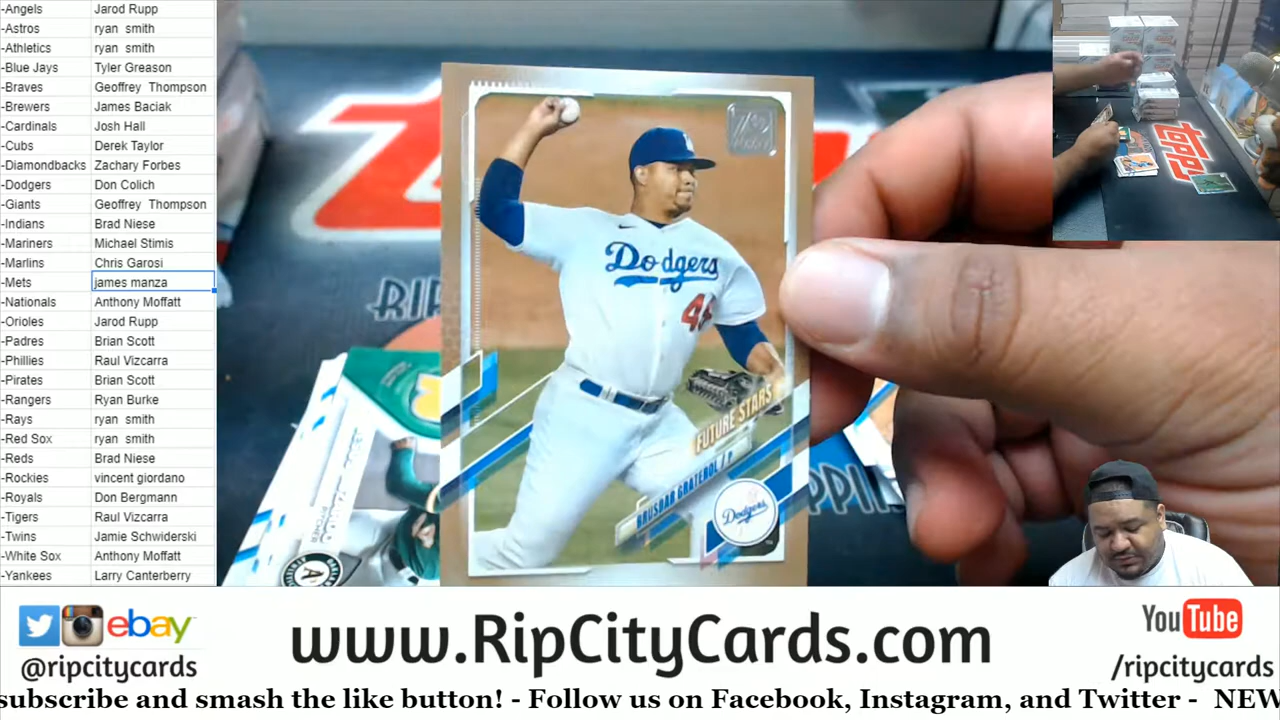 -Angels Jarod Rupp
-Astros ryan smith
-Athletics ryan smith
-Blue Jays Tyler Greason
-Braves Geoffrey Thompson
-Brewers James Baciak
-Cardinals Josh Hall
-Cubs Derek Taylor
-Diamondbacks Zachary Forbes
-Dodgers Don Colich
-Giants Geoffrey Thompson
-Indians Brad Niese
-Mariners Michael Stimis
-Marlins Chris Garosi
-Mets james manza
-Nationals Anthony Moffatt
-Orioles Jarod Rupp
-Padres Brian Scott
-Phillies Raul Vizcarra
-Pirates Brian Scott
-Rangers Ryan Burke
-Rays ryan smith
-Red Sox ryan smith
-Reds Brad Niese
-Rockies vincent giordano
-Royals Don Bergmann
-Tigers Raul Vizcarra
-Twins Jamie Schwiderski
-White Sox Anthony Moffatt
-Yankees Larry Canterberry
70
Dodgers
FUTURE STARS
BRUSDAR GRATEROL / P
Dodgers
RIP
PITCHER
A
TOPPS
ebay
@ripcitycards
www.RipCityCards.com
YouTube
/ripcitycards
subscribe and smash the like button! - Follow us on Facebook, Instagram, and Twitter - NEW